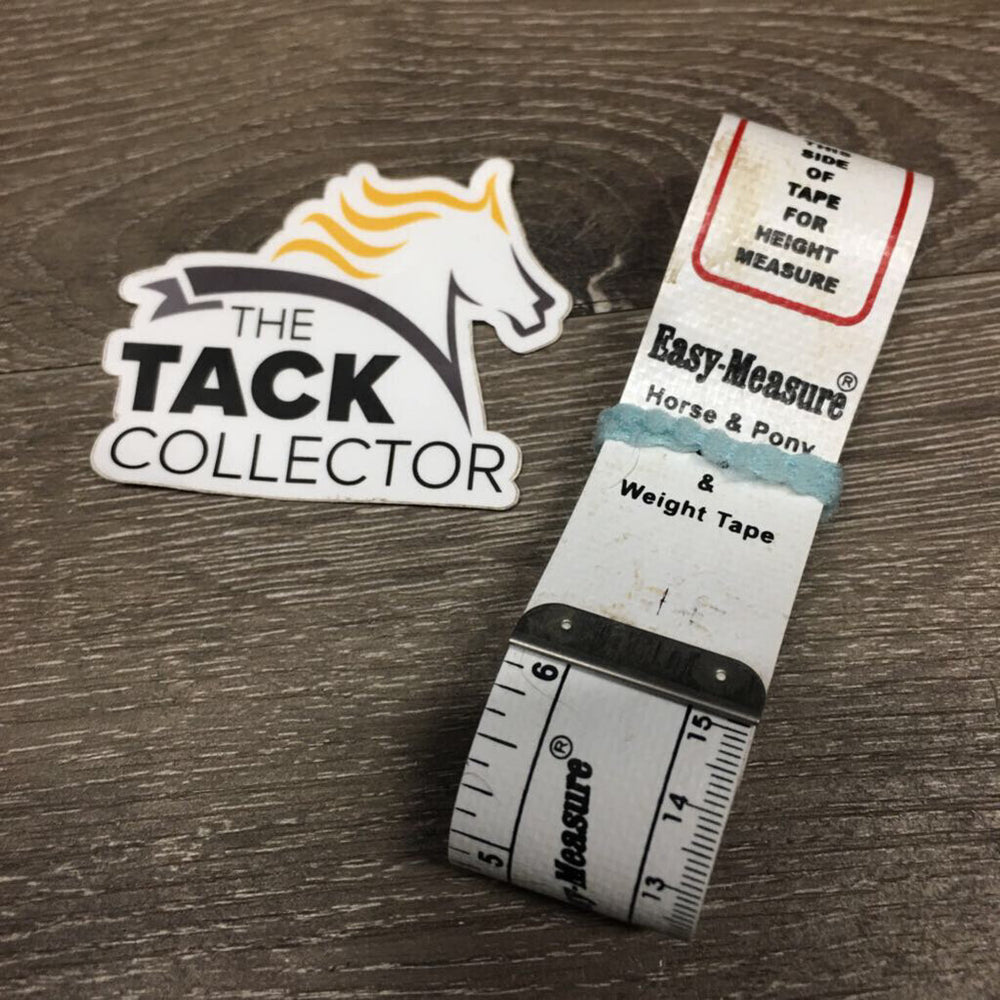 THE
TACK
COLLECTOR
THIS
SIDE
OF
TAPE
FOR
HEIGHT
MEASURE
Easy-Measure®
Horse & Pony
&
Weight Tape
6
15
14
13
5
-Measure®